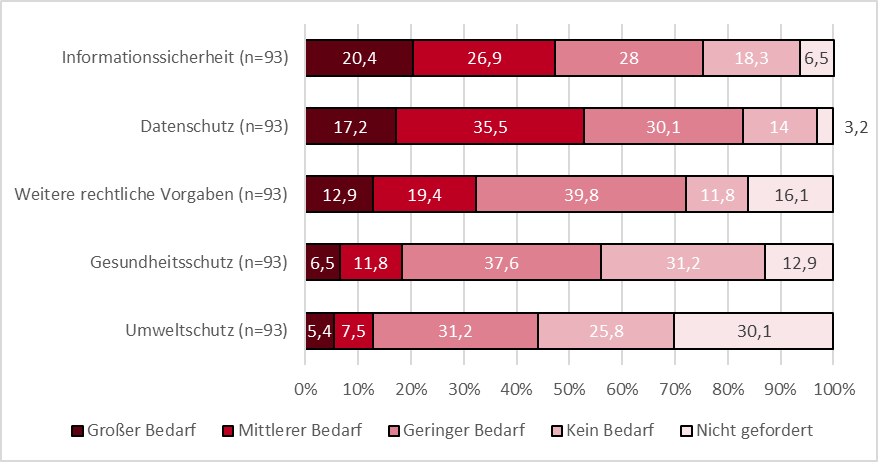 Informationssicherheit (n=93) 20,4 26,9 28 18,3 6,5
Datenschutz (n=93) 17,2 35,5 30,1 14 3,2
Weitere rechtliche Vorgaben (n=93) 12,9 19,4 39,8 11,8 16,1
Gesundheitsschutz (n=93) 6,5 11,8 37,6 31,2 12,9
Umweltschutz (n=93) 5,4 7,5 31,2 25,8 30,1
0% 10% 20% 30% 40% 50% 60% 70% 80% 90% 100%
Großer Bedarf Mittlerer Bedarf Geringer Bedarf Kein Bedarf Nicht gefordert